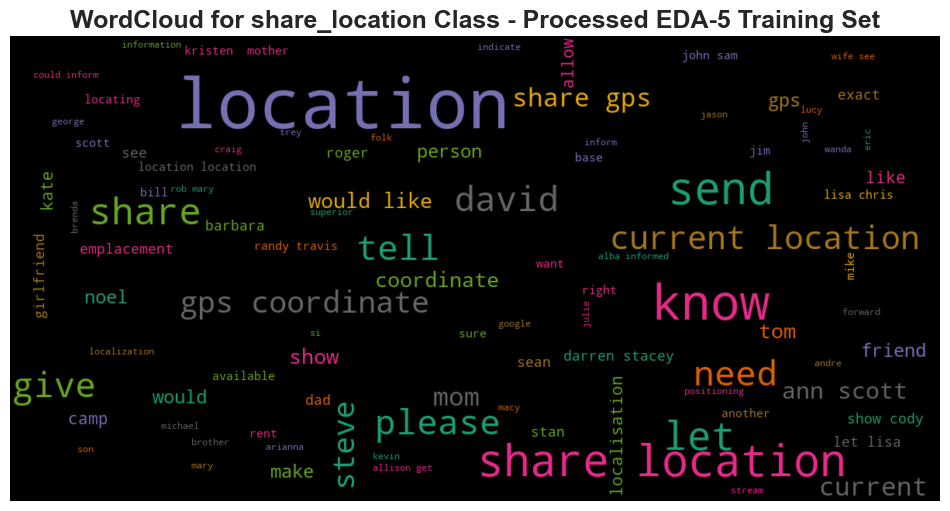 WordCloud for share_location Class - Processed EDA-5 Training Set
information
kristen mother
indicate
allow
john sam
wife see
could inform
locating
location
share gps
gps
exact
george
jason
lucy
scott
trey
folk
john
eric
see
craig
roger
person
inform
base
jim
wanda
location location
kate
bill
rob mary
would like
david
send
like
lisa chris
brenda
share
superior
barbara
girlfriend
emplacement
randy travis
tell
current location
alba informed
want
mike
noel
gps coordinate
coordinate
right
julie
know
forward
si
sure
google
tom
localization
show
sean
darren stacey
friend
give
available
need
andre
would
dad
mom
positioning
ann scott
camp
michael
macy
steve
please
localisation
another
show cody
rent
stan
let
let lisa
son
brother
arianna
mary
make
kevin
allison get
share location
stream
current